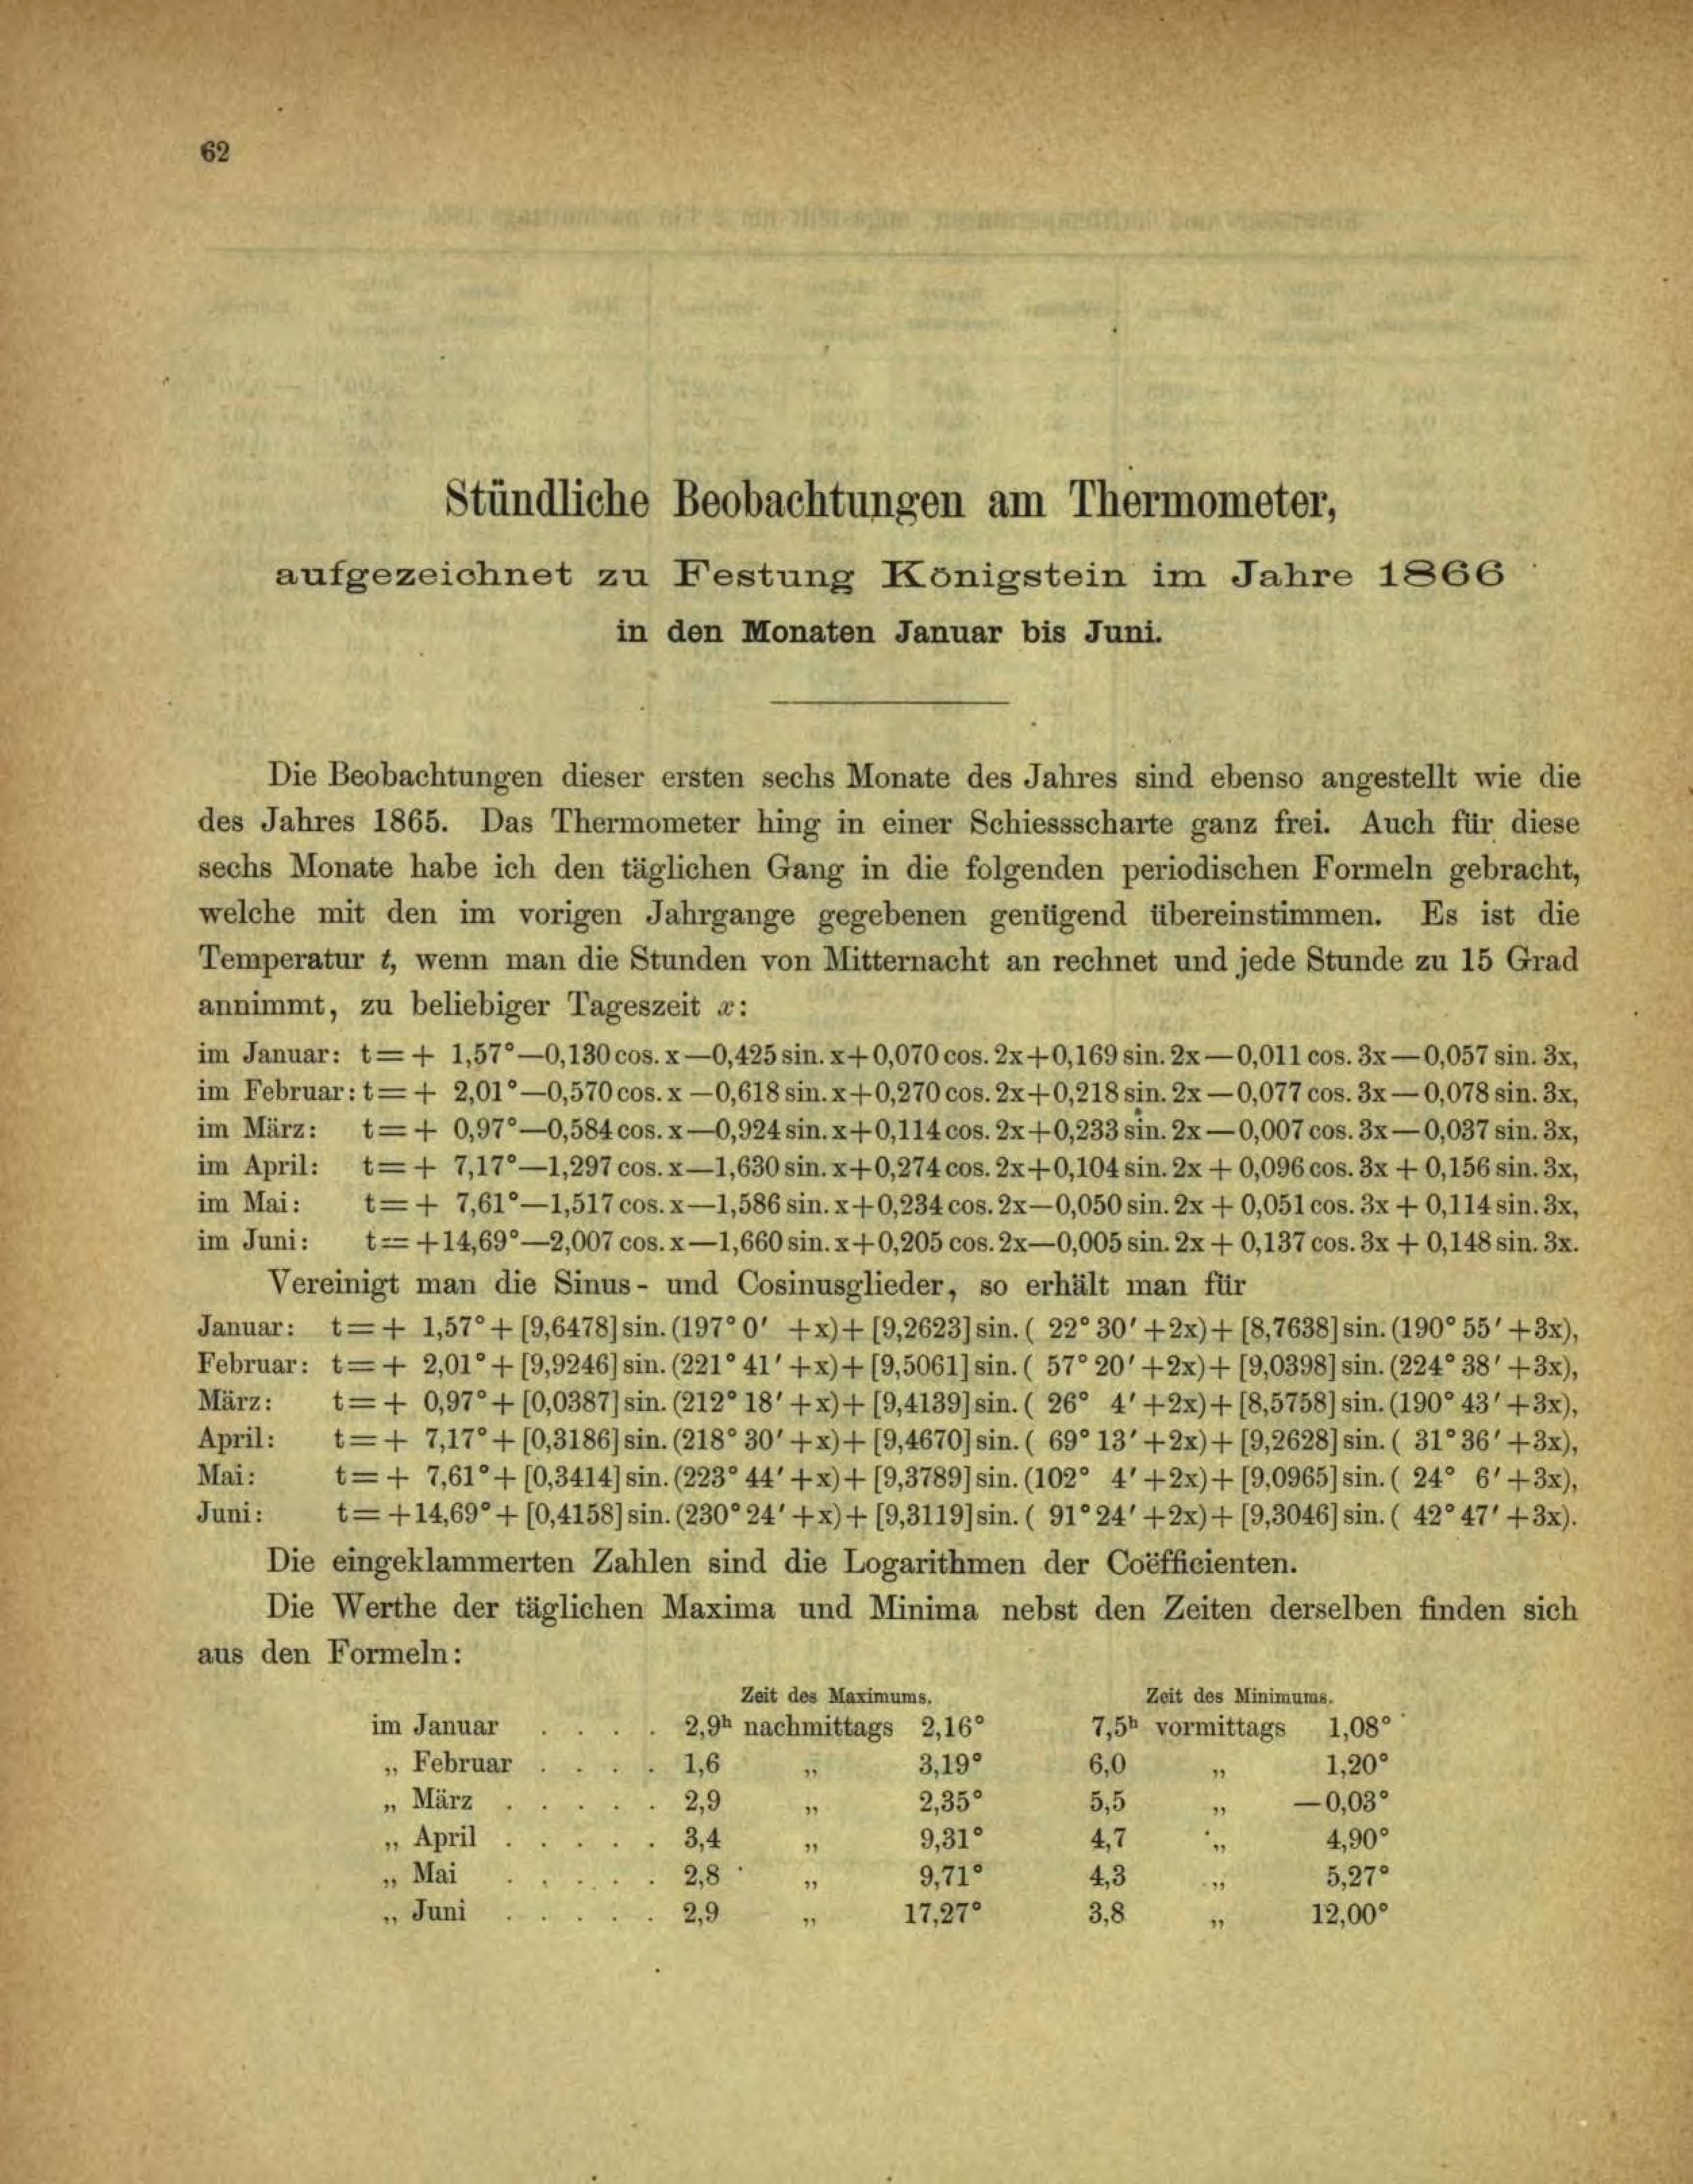 62
Stündliche Beobachtungen am Thermometer,
aufgezeichnet zu Festung Königstein im Jahre 1866
in den Monaten Januar bis Juni.
Die Beobachtungen dieser ersten sechs Monate des Jahres sind ebenso angestellt wie die
des Jahres 1865. Das Thermometer hing in einer Schiessscharte ganz frei. Auch für diese
sechs Monate habe ich den täglichen Gang in die folgenden periodischen Formeln gebracht,
welche mit den im vorigen Jahrgange gegebenen genügend übereinstimmen. Es ist die
Temperatur t, wenn man die Stunden von Mitternacht an rechnet und jede Stunde zu 15 Grad
annimmt, zu beliebiger Tageszeit x:
im Januar: t=+ 1,57°—0,130 cos. x—0,425 sin. x+0,070 cos. 2x+0,169 sin. 2x—0,011 cos. 3x—0,057 sin. 3x,
im Februar: t=+ 2,01°—0,570 cos. x—0,618 sin. x+0,270 cos. 2x+0,218 sin. 2x—0,077 cos. 3x—0,078 sin. 3x,
im März: t=+ 0,97°—0,584 cos. x—0,924 sin. x+0,114 cos. 2x+0,233 sin. 2x—0,007 cos. 3x—0,037 sin. 3x,
im April: t=+ 7,17°—1,297 cos. x—1,630 sin. x+0,274 cos. 2x+0,104 sin. 2x + 0,096 cos. 3x + 0,156 sin. 3x,
im Mai: t=+ 7,61°—1,517 cos. x—1,586 sin. x+0,234 cos. 2x—0,050 sin. 2x + 0,051 cos. 3x + 0,114 sin. 3x,
im Juni: t=+14,69°—2,007 cos. x—1,660 sin. x+0,205 cos. 2x—0,005 sin. 2x + 0,137 cos. 3x + 0,148 sin. 3x.
Vereinigt man die Sinus- und Cosinusglieder, so erhält man für
Januar: t=+ 1,57°+[9,6478] sin. (197° 0′ +x)+[9,2623] sin. ( 22° 30′ +2x)+[8,7638] sin. (190° 55′ +3x),
Februar: t=+ 2,01°+[9,9246] sin. (221° 41′ +x)+[9,5061] sin. ( 57° 20′ +2x)+[9,0398] sin. (224° 38′ +3x),
März: t=+ 0,97°+[0,0387] sin. (212° 18′ +x)+[9,4139] sin. ( 26° 4′ +2x)+[8,5758] sin. (190° 43′ +3x),
April: t=+ 7,17°+[0,3186] sin. (218° 30′ +x)+[9,4670] sin. ( 69° 13′ +2x)+[9,2628] sin. ( 31° 36′ +3x),
Mai: t=+ 7,61°+[0,3414] sin. (223° 44′ +x)+[9,3789] sin. (102° 4′ +2x)+[9,0965] sin. ( 24° 6′ +3x),
Juni: t=+14,69°+[0,4158] sin. (230° 24′ +x)+[9,3119] sin. ( 91° 24′ +2x)+[9,3046] sin. ( 42° 47′ +3x).
Die eingeklammerten Zahlen sind die Logarithmen der Coëfficienten.
Die Werthe der täglichen Maxima und Minima nebst den Zeiten derselben finden sich
aus den Formeln:
Zeit des Maximums. Zeit des Minimums.
im Januar . . . . 2,9ʰ nachmittags 2,16° 7,5ʰ vormittags 1,08°
„ Februar . . . . 1,6 „ 3,19° 6,0 „ 1,20°
„ März . . . . . 2,9 „ 2,35° 5,5 „ —0,03°
„ April . . . . . 3,4 „ 9,31° 4,7 „ 4,90°
„ Mai . . . . . 2,8 „ 9,71° 4,3 „ 5,27°
„ Juni . . . . . 2,9 „ 17,27° 3,8 „ 12,00°